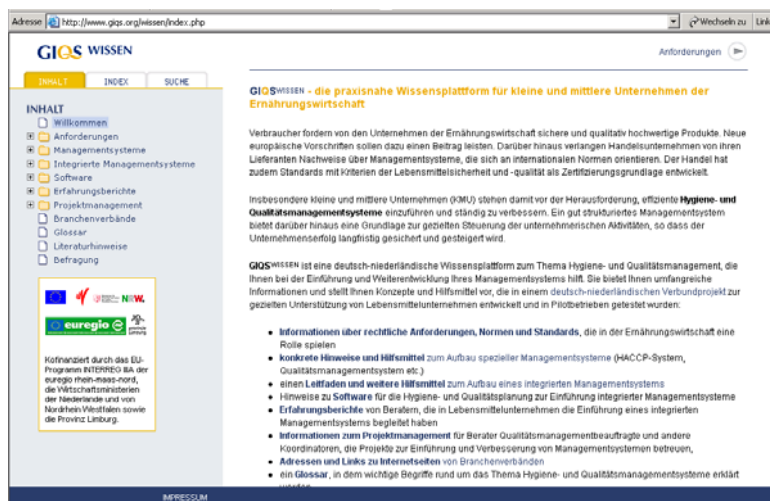 Adresse http://www.giqs.org/wissen/index.php Wechseln zu Link
GIQS WISSEN
Anforderungen
INHALT INDEX SUCHE
INHALT
Willkommen
Anforderungen
Managementsysteme
Integrierte Managementsysteme
Software
Erfahrungsberichte
Projektmanagement
Branchenverbände
Glossar
Literaturhinweise
Befragung
NRW.
euregio
Kofinanziert durch das EU-
Programm INTERREG IIIA der
euregio rhein-maas-nord,
die Wirtschaftsministerien
der Niederlande und von
Nordrhein Westfalen sowie
die Provinz Limburg.
GIQSWISSEN - die praxisnahe Wissensplattform für kleine und mittlere Unternehmen der
Ernährungswirtschaft
Verbraucher fordern von den Unternehmen der Ernährungswirtschaft sichere und qualitativ hochwertige Produkte. Neue
europäische Vorschriften sollen dazu einen Beitrag leisten. Darüber hinaus verlangen Handelsunternehmen von ihren
Lieferanten Nachweise über Managementsysteme, die sich an internationalen Normen orientieren. Der Handel hat
zudem Standards mit Kriterien der Lebensmittelsicherheit und -qualität als Zertifizierungsgrundlage entwickelt.
Insbesondere kleine und mittlere Unternehmen (KMU) stehen damit vor der Herausforderung, effiziente Hygiene- und
Qualitätsmanagementsysteme einzuführen und ständig zu verbessern. Ein gut strukturiertes Managementsystem
bietet darüber hinaus eine Grundlage zur gezielten Steuerung der unternehmerischen Aktivitäten, so dass der
Unternehmenserfolg langfristig gesichert und gesteigert wird.
GIQSWISSEN ist eine deutsch-niederländische Wissensplattform zum Thema Hygiene- und Qualitätsmanagement, die
Ihnen bei der Einführung und Weiterentwicklung Ihres Managementsystems hilft. Sie bietet Ihnen umfangreiche
Informationen und stellt Ihnen Konzepte und Hilfsmittel vor, die in einem deutsch-niederländischen Verbundprojekt zur
gezielten Unterstützung von Lebensmittelunternehmen entwickelt und in Pilotbetrieben getestet wurden:
• Informationen über rechtliche Anforderungen, Normen und Standards, die in der Ernährungswirtschaft eine
Rolle spielen
• konkrete Hinweise und Hilfsmittel zum Aufbau spezieller Managementsysteme (HACCP-System,
Qualitätsmanagementsystem etc.)
• einen Leitfaden und weitere Hilfsmittel zum Aufbau eines integrierten Managementsystems
• Hinweise zu Software für die Hygiene- und Qualitätsplanung zur Einführung integrierter Managementsysteme
• Erfahrungsberichte von Beratern, die in Lebensmittelunternehmen die Einführung eines integrierten
Managementsystems begleitet haben
• Informationen zum Projektmanagement für Berater Qualitätsmanagementbeauftragte und andere
Koordinatoren, die Projekte zur Einführung und Verbesserung von Managementsystemen betreuen,
• Adressen und Links zu Internetseiten von Branchenverbänden
• ein Glossar, in dem wichtige Begriffe rund um das Thema Hygiene- und Qualitätsmanagement erklärt
werden
IMPRESSUM